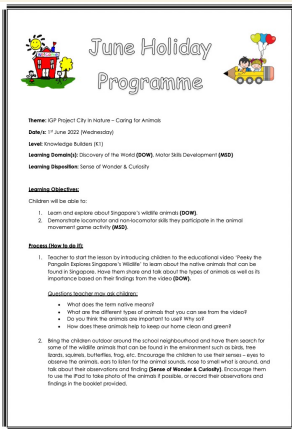 June Holiday
Programme
Theme: IGP Project City In Nature – Caring for Animals
Date/s: 1st June 2022 (Wednesday)
Level: Knowledge Builders (K1)
Learning Domain(s): Discovery of the World (DOW), Motor Skills Development (MSD)
Learning Disposition: Sense of Wonder & Curiosity
Learning Objectives:
Children will be able to:
1. Learn and explore about Singapore's wildlife animals (DOW).
2. Demonstrate locomotor and non-locomotor skills they participate in the
animal movement game activity (MSD).
Process (How to do it):
1. Teacher to start the lesson by introducing children to the educational video 'Peeky the
Pangolin Explores Singapore's Wildlife' to learn about the native animals that can be
found in Singapore. Have them share and talk about the types of animals as well as its
importance based on their findings from the video (DOW).
Questions teacher may ask children:
• What does the term native means?
• What are the different types of animals that you can see from the video?
• Do you think the animals are important to use? Why so?
• How does these animals help to keep our home clean and green?
2. Bring the children outdoor around the school neighbourhood and have them search for
some of the wildlife animals that can be found in the environment such as birds, tree
lizards, squirrels, butterflies, frog, etc. Encourage the children to use their senses – eyes to
observe the animals, ears to listen for the animal sounds, nose to smell what is around, and
talk about their observations and finding (Sense of Wonder & Curiosity). Encourage them
to use the iPad to take photo of the animals if possible, or record their observations and
findings in the booklet provided.